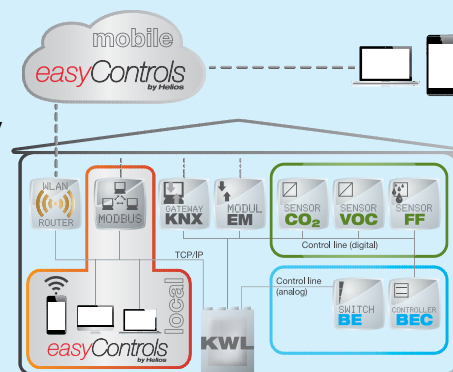 mobile
easyControls
by Helios
WLAN
ROUTER
MODBUS
GATEWAY
KNX
MODUL
EM
SENSOR
CO₂
SENSOR
VOC
SENSOR
FF
Control line (digital)
TCP/IP
Control line
(analog)
SWITCH
BE
CONTROLLER
BEC
local
easyControls
by Helios
KWL